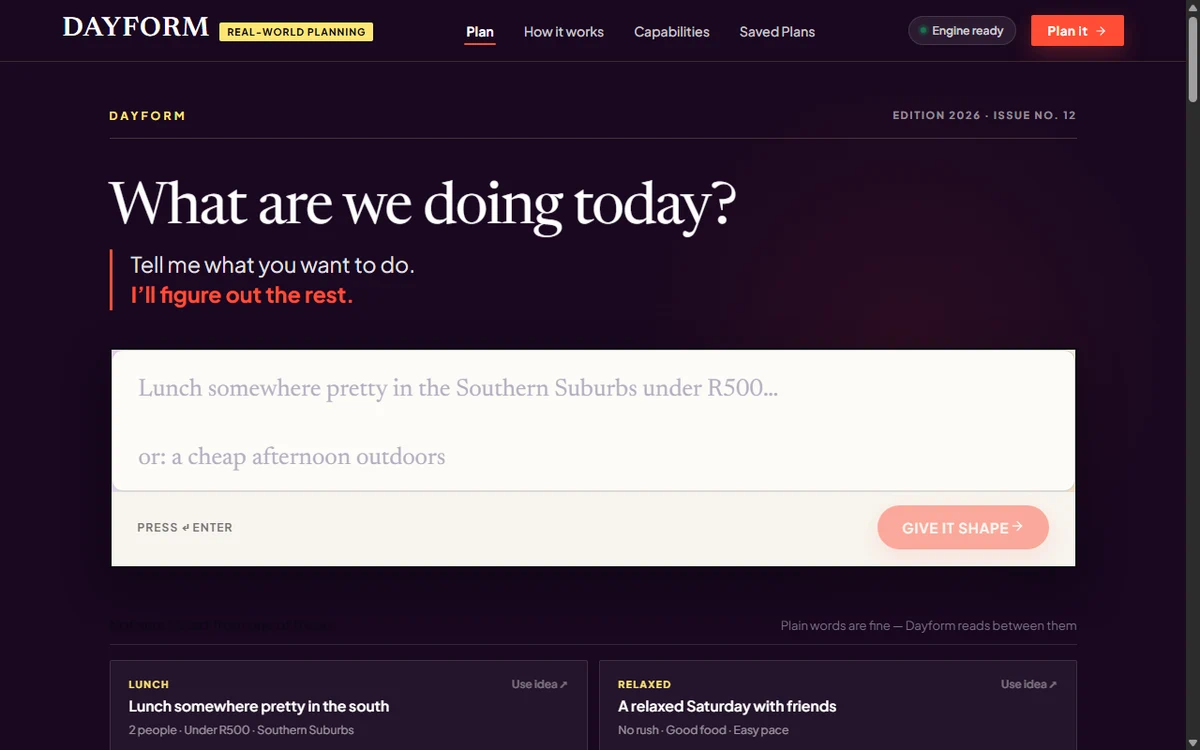 DAYFORM REAL-WORLD PLANNING Plan How it works Capabilities Saved Plans Engine ready Plan it →
DAYFORM EDITION 2026 · ISSUE NO. 12
What are we doing today?
Tell me what you want to do.
I’ll figure out the rest.
Lunch somewhere pretty in the Southern Suburbs under R500...
or: a cheap afternoon outdoors
PRESS ↵ ENTER GIVE IT SHAPE →
Plain words are fine — Dayform reads between them
LUNCH Use idea ↗ RELAXED Use idea ↗
Lunch somewhere pretty in the south A relaxed Saturday with friends
2 people · Under R500 · Southern Suburbs No rush · Good food · Easy pace